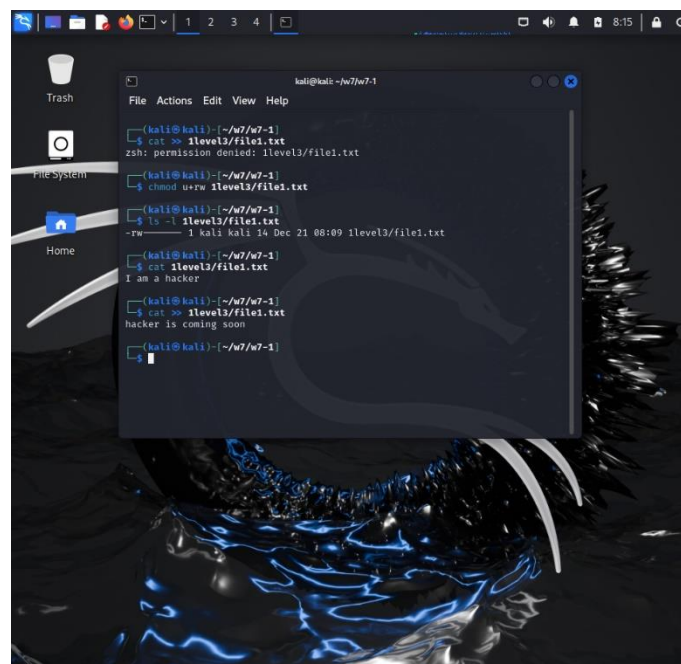 1 2 3 4
8:15
Trash
File System
Home
kali@kali: ~/w7/w7-1
File Actions Edit View Help
(kali㉿kali)-[~/w7/w7-1]
$ cat >> 1level3/file1.txt
zsh: permission denied: 1level3/file1.txt
(kali㉿kali)-[~/w7/w7-1]
$ chmod u+rw 1level3/file1.txt
(kali㉿kali)-[~/w7/w7-1]
$ ls -l 1level3/file1.txt
-rw------- 1 kali kali 14 Dec 21 08:09 1level3/file1.txt
(kali㉿kali)-[~/w7/w7-1]
$ cat 1level3/file1.txt
I am a hacker
(kali㉿kali)-[~/w7/w7-1]
$ cat >> 1level3/file1.txt
hacker is coming soon
(kali㉿kali)-[~/w7/w7-1]
$